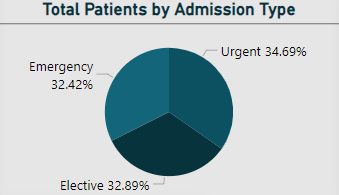 Total Patients by Admission Type
Urgent 34.69%
Emergency
32.42%
Elective 32.89%